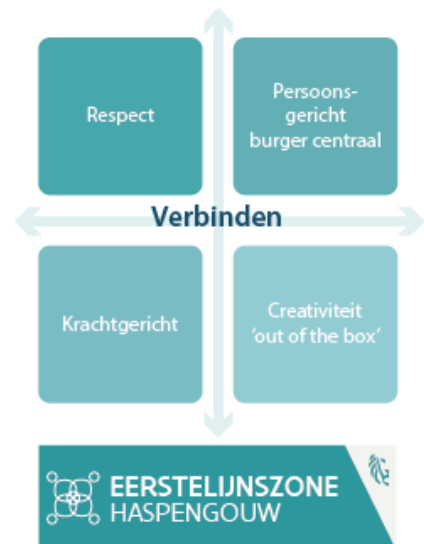 Respect
Persoons-
gericht
burger centraal
Verbinden
Krachtgericht
Creativiteit
‘out of the box’
EERSTELIJNSZONE
HASPENGOUW